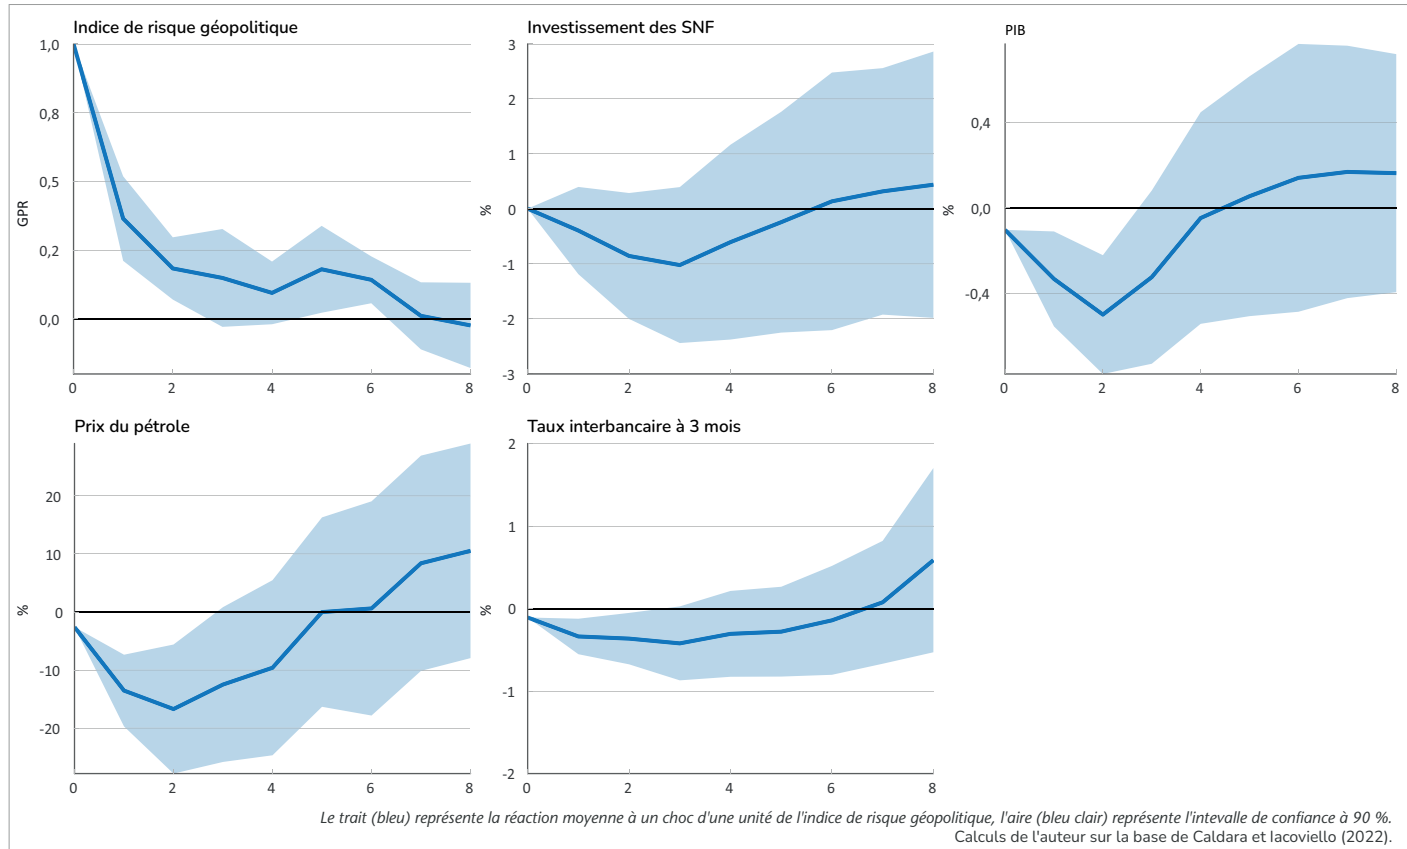 Indice de risque géopolitique
1,0
0,8
0,5
0,2
0,0
GPR
0 2 4 6 8
Investissement des SNF
3
2
1
0
-1
-2
-3
%
0 2 4 6 8
PIB
0,4
0,0
-0,4
%
0 2 4 6 8
Prix du pétrole
20
10
0
-10
-20
%
0 2 4 6 8
Taux interbancaire à 3 mois
2
1
0
-1
-2
%
0 2 4 6 8
Le trait (bleu) représente la réaction moyenne à un choc d'une unité de l'indice de risque géopolitique, l'aire (bleu clair) représente l'intevalle de confiance à 90 %.
Calculs de l'auteur sur la base de Caldara et Iacoviello (2022).